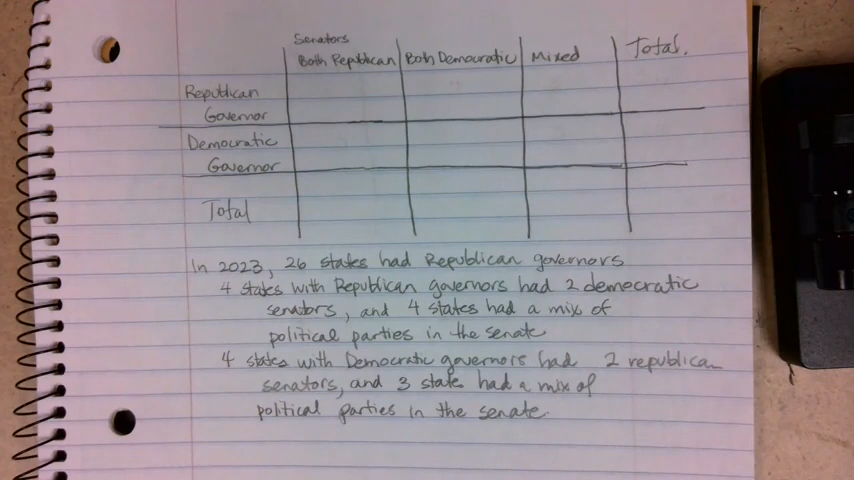 Senators
Both Republican Both Democratic Mixed Total.
Republican
Governor
Democratic
Governor
Total
In 2023, 26 states had Republican governors
4 states with Republican governors had 2 democratic
senators, and 4 states had a mix of
political parties in the senate
4 states with Democratic governors had 2 republican
senators, and 3 states had a mix of
political parties in the senate.